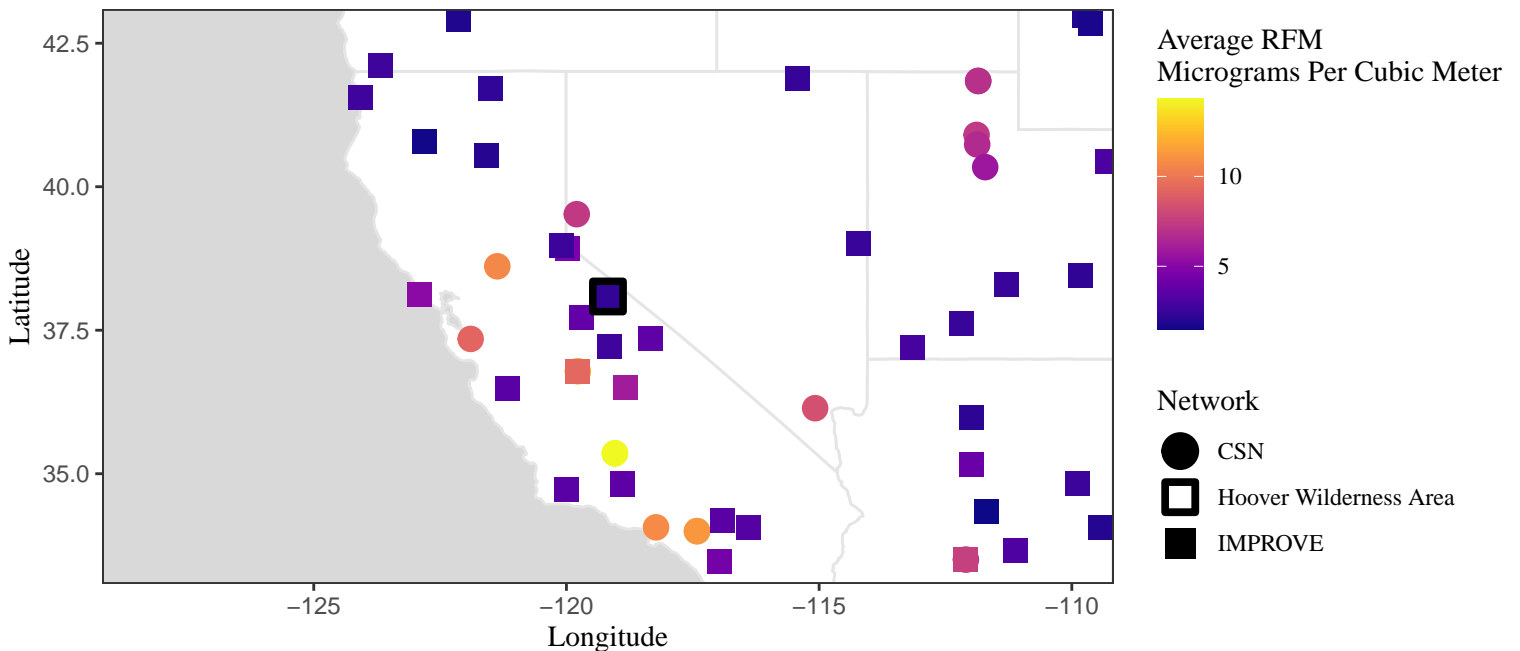 42.5
40.0
37.5
35.0
Latitude
−125
−120
−115
−110
Longitude
Average RFM
Micrograms Per Cubic Meter
10
5
Network
CSN
Hoover Wilderness Area
IMPROVE